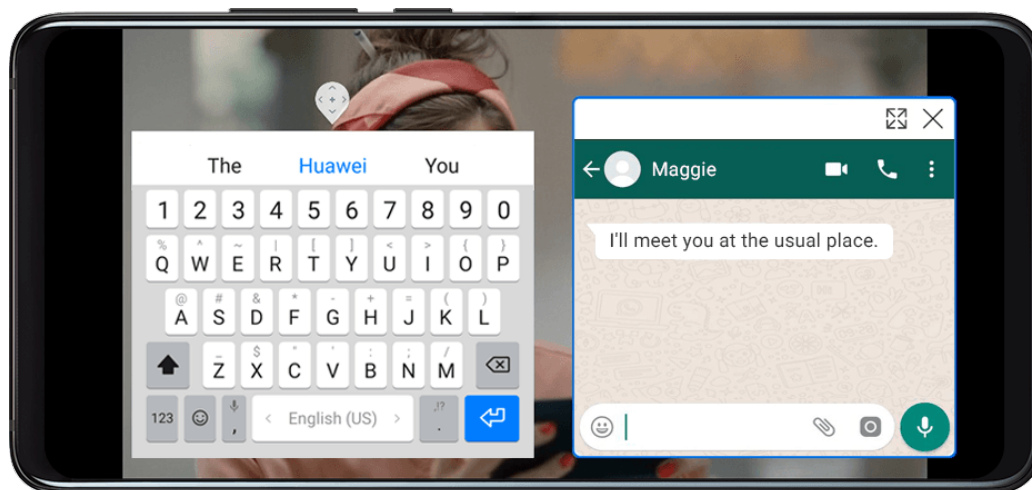 The Huawei You
1 2 3 4 5 6 7 8 9 0
% ^ ~ | [ ] < > { }
Q W E R T Y U I O P
@ # & * - + = ( )
A S D F G H J K L
_ $ " ' : ; /
Z X C V B N M
123 , < English (US) > ,!? .
Maggie
I'll meet you at the usual place.